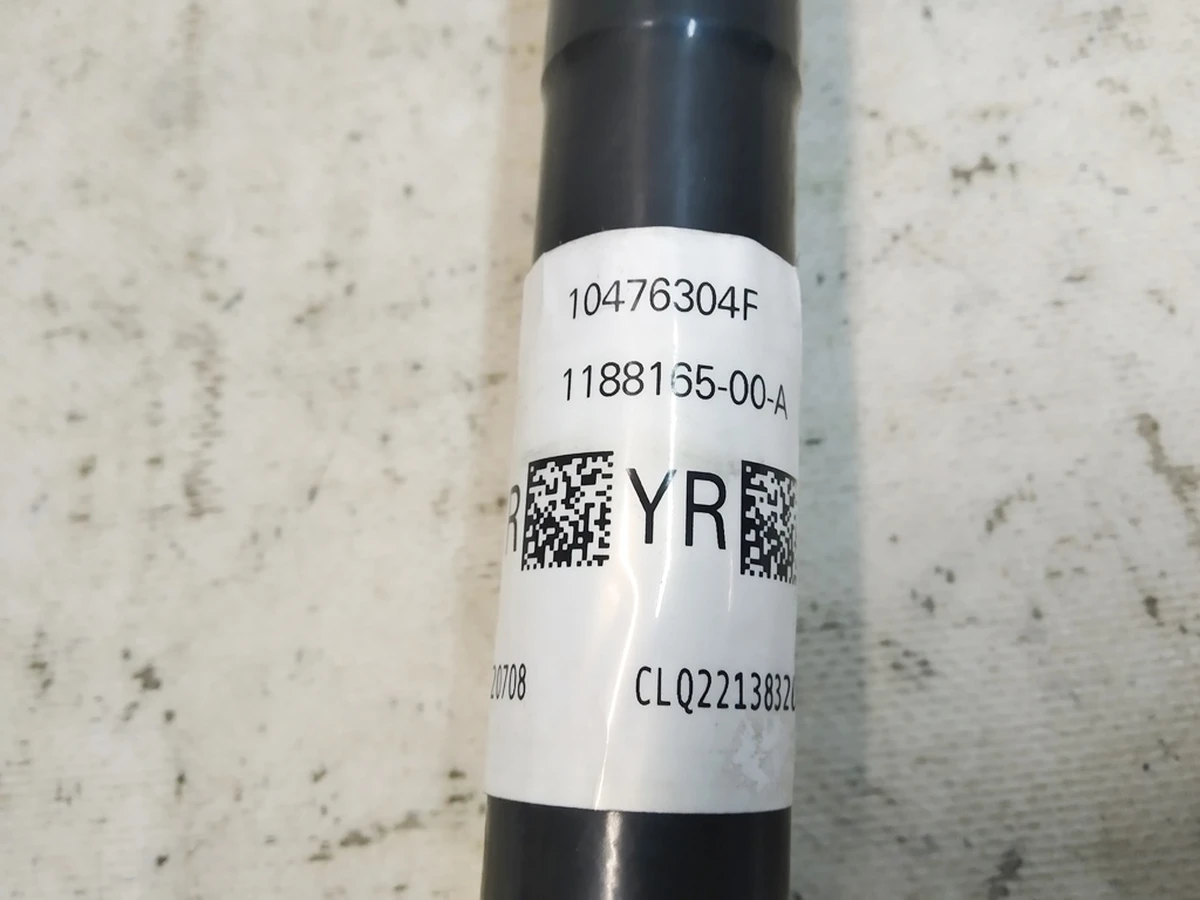 10476304F
1188165-00-A
R YR
20708 CLQ2213832